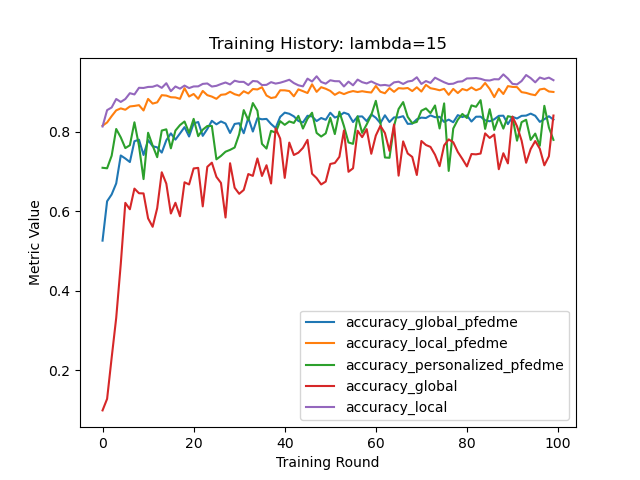 Training History: lambda=15
Metric Value
0.8
0.6
0.4
0.2
accuracy_global_pfedme
accuracy_local_pfedme
accuracy_personalized_pfedme
accuracy_global
accuracy_local
0 20 40 60 80 100
Training Round